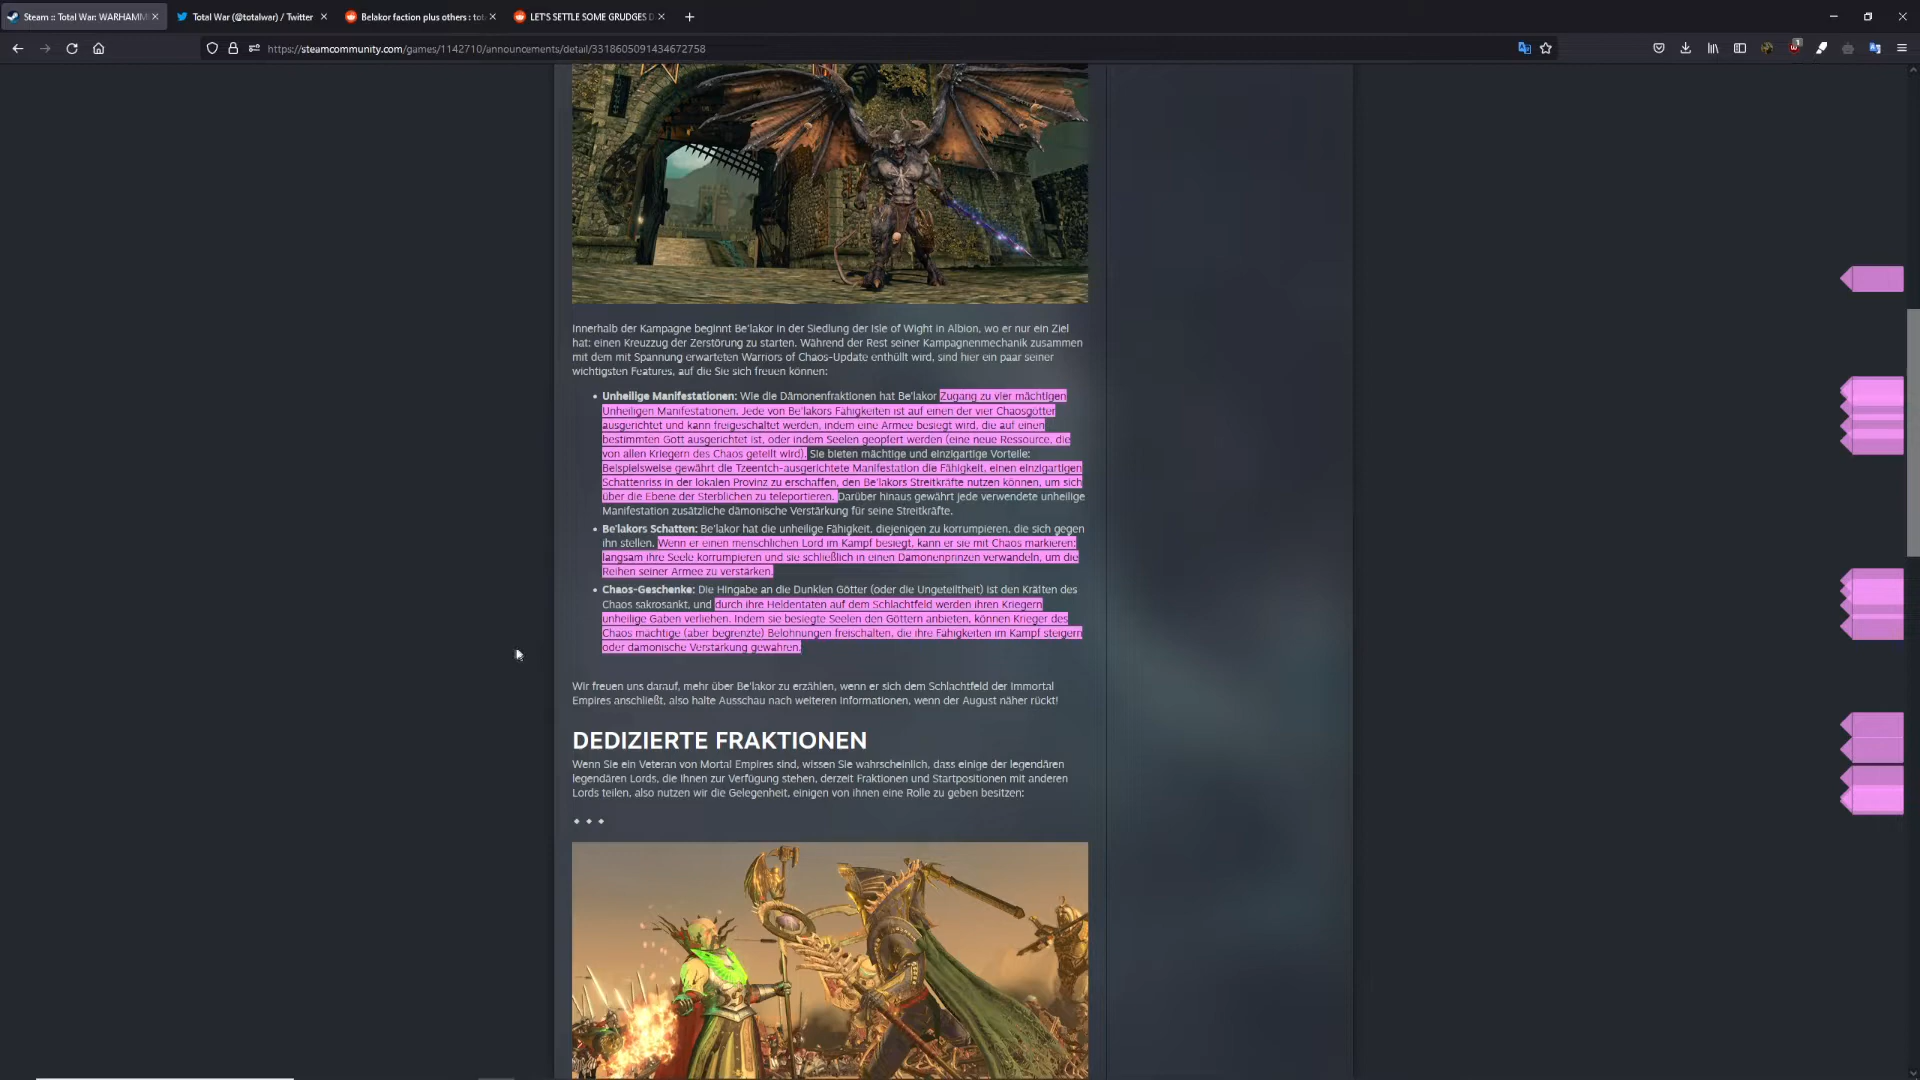 Steam :: Total War: WARHAMM
Total War (@totalwar) / Twitter
Belakor faction plus others : tot
LET'S SETTLE SOME GRUDGES D
https://steamcommunity.com/games/1142710/announcements/detail/3318605091434672758
Innerhalb der Kampagne beginnt Be'lakor in der Siedlung der Isle of Wight in Albion, wo er nur ein Ziel
hat: einen Kreuzzug der Zerstörung zu starten. Während der Rest seiner Kampagnenmechanik zusammen
mit dem mit Spannung erwarteten Warriors of Chaos-Update enthüllt wird, sind hier ein paar seiner
wichtigsten Features, auf die Sie sich freuen können:
• Unheilige Manifestationen: Wie die Dämonenfraktionen hat Be'lakor Zugang zu vier mächtigen
Unheiligen Manifestationen. Jede von Be'lakors Fähigkeiten ist auf einen der vier Chaosgötter
ausgerichtet und kann freigeschaltet werden, indem eine Armee besiegt wird, die auf einen
bestimmten Gott ausgerichtet ist, oder indem Seelen geopfert werden (eine neue Ressource, die
von allen Kriegern des Chaos geteilt wird). Sie bieten mächtige und einzigartige Vorteile:
Beispielsweise gewährt die Tzeentch-ausgerichtete Manifestation die Fähigkeit, einen einzigartigen
Schattenriss in der lokalen Provinz zu erschaffen, den Be'lakors Streitkräfte nutzen können, um sich
über die Ebene der Sterblichen zu teleportieren. Darüber hinaus gewährt jede verwendete unheilige
Manifestation zusätzliche dämonische Verstärkung für seine Streitkräfte.
• Be'lakors Schatten: Be'lakor hat die unheilige Fähigkeit, diejenigen zu korrumpieren, die sich gegen
ihn stellen. Wenn er einen menschlichen Lord im Kampf besiegt, kann er sie mit Chaos markieren;
langsam ihre Seele korrumpieren und sie schließlich in einen Dämonenprinzen verwandeln, um die
Reihen seiner Armee zu verstärken.
• Chaos-Geschenke: Die Hingabe an die Dunklen Götter (oder die Ungeteiltheit) ist den Kräften des
Chaos sakrosankt, und durch ihre Heldentaten auf dem Schlachtfeld werden ihren Kriegern
unheilige Gaben verliehen. Indem sie besiegte Seelen den Göttern anbieten, können Krieger des
Chaos mächtige (aber begrenzte) Belohnungen freischalten, die ihre Fähigkeiten im Kampf steigern
oder dämonische Verstärkung gewähren.
Wir freuen uns darauf, mehr über Be'lakor zu erzählen, wenn er sich dem Schlachtfeld der Immortal
Empires anschließt, also halte Ausschau nach weiteren Informationen, wenn der August näher rückt!
DEDIZIERTE FRAKTIONEN
Wenn Sie ein Veteran von Mortal Empires sind, wissen Sie wahrscheinlich, dass einige der legendären
legendären Lords, die Ihnen zur Verfügung stehen, derzeit Fraktionen und Startpositionen mit anderen
Lords teilen, also nutzen wir die Gelegenheit, einigen von ihnen eine Rolle zu geben besitzen: